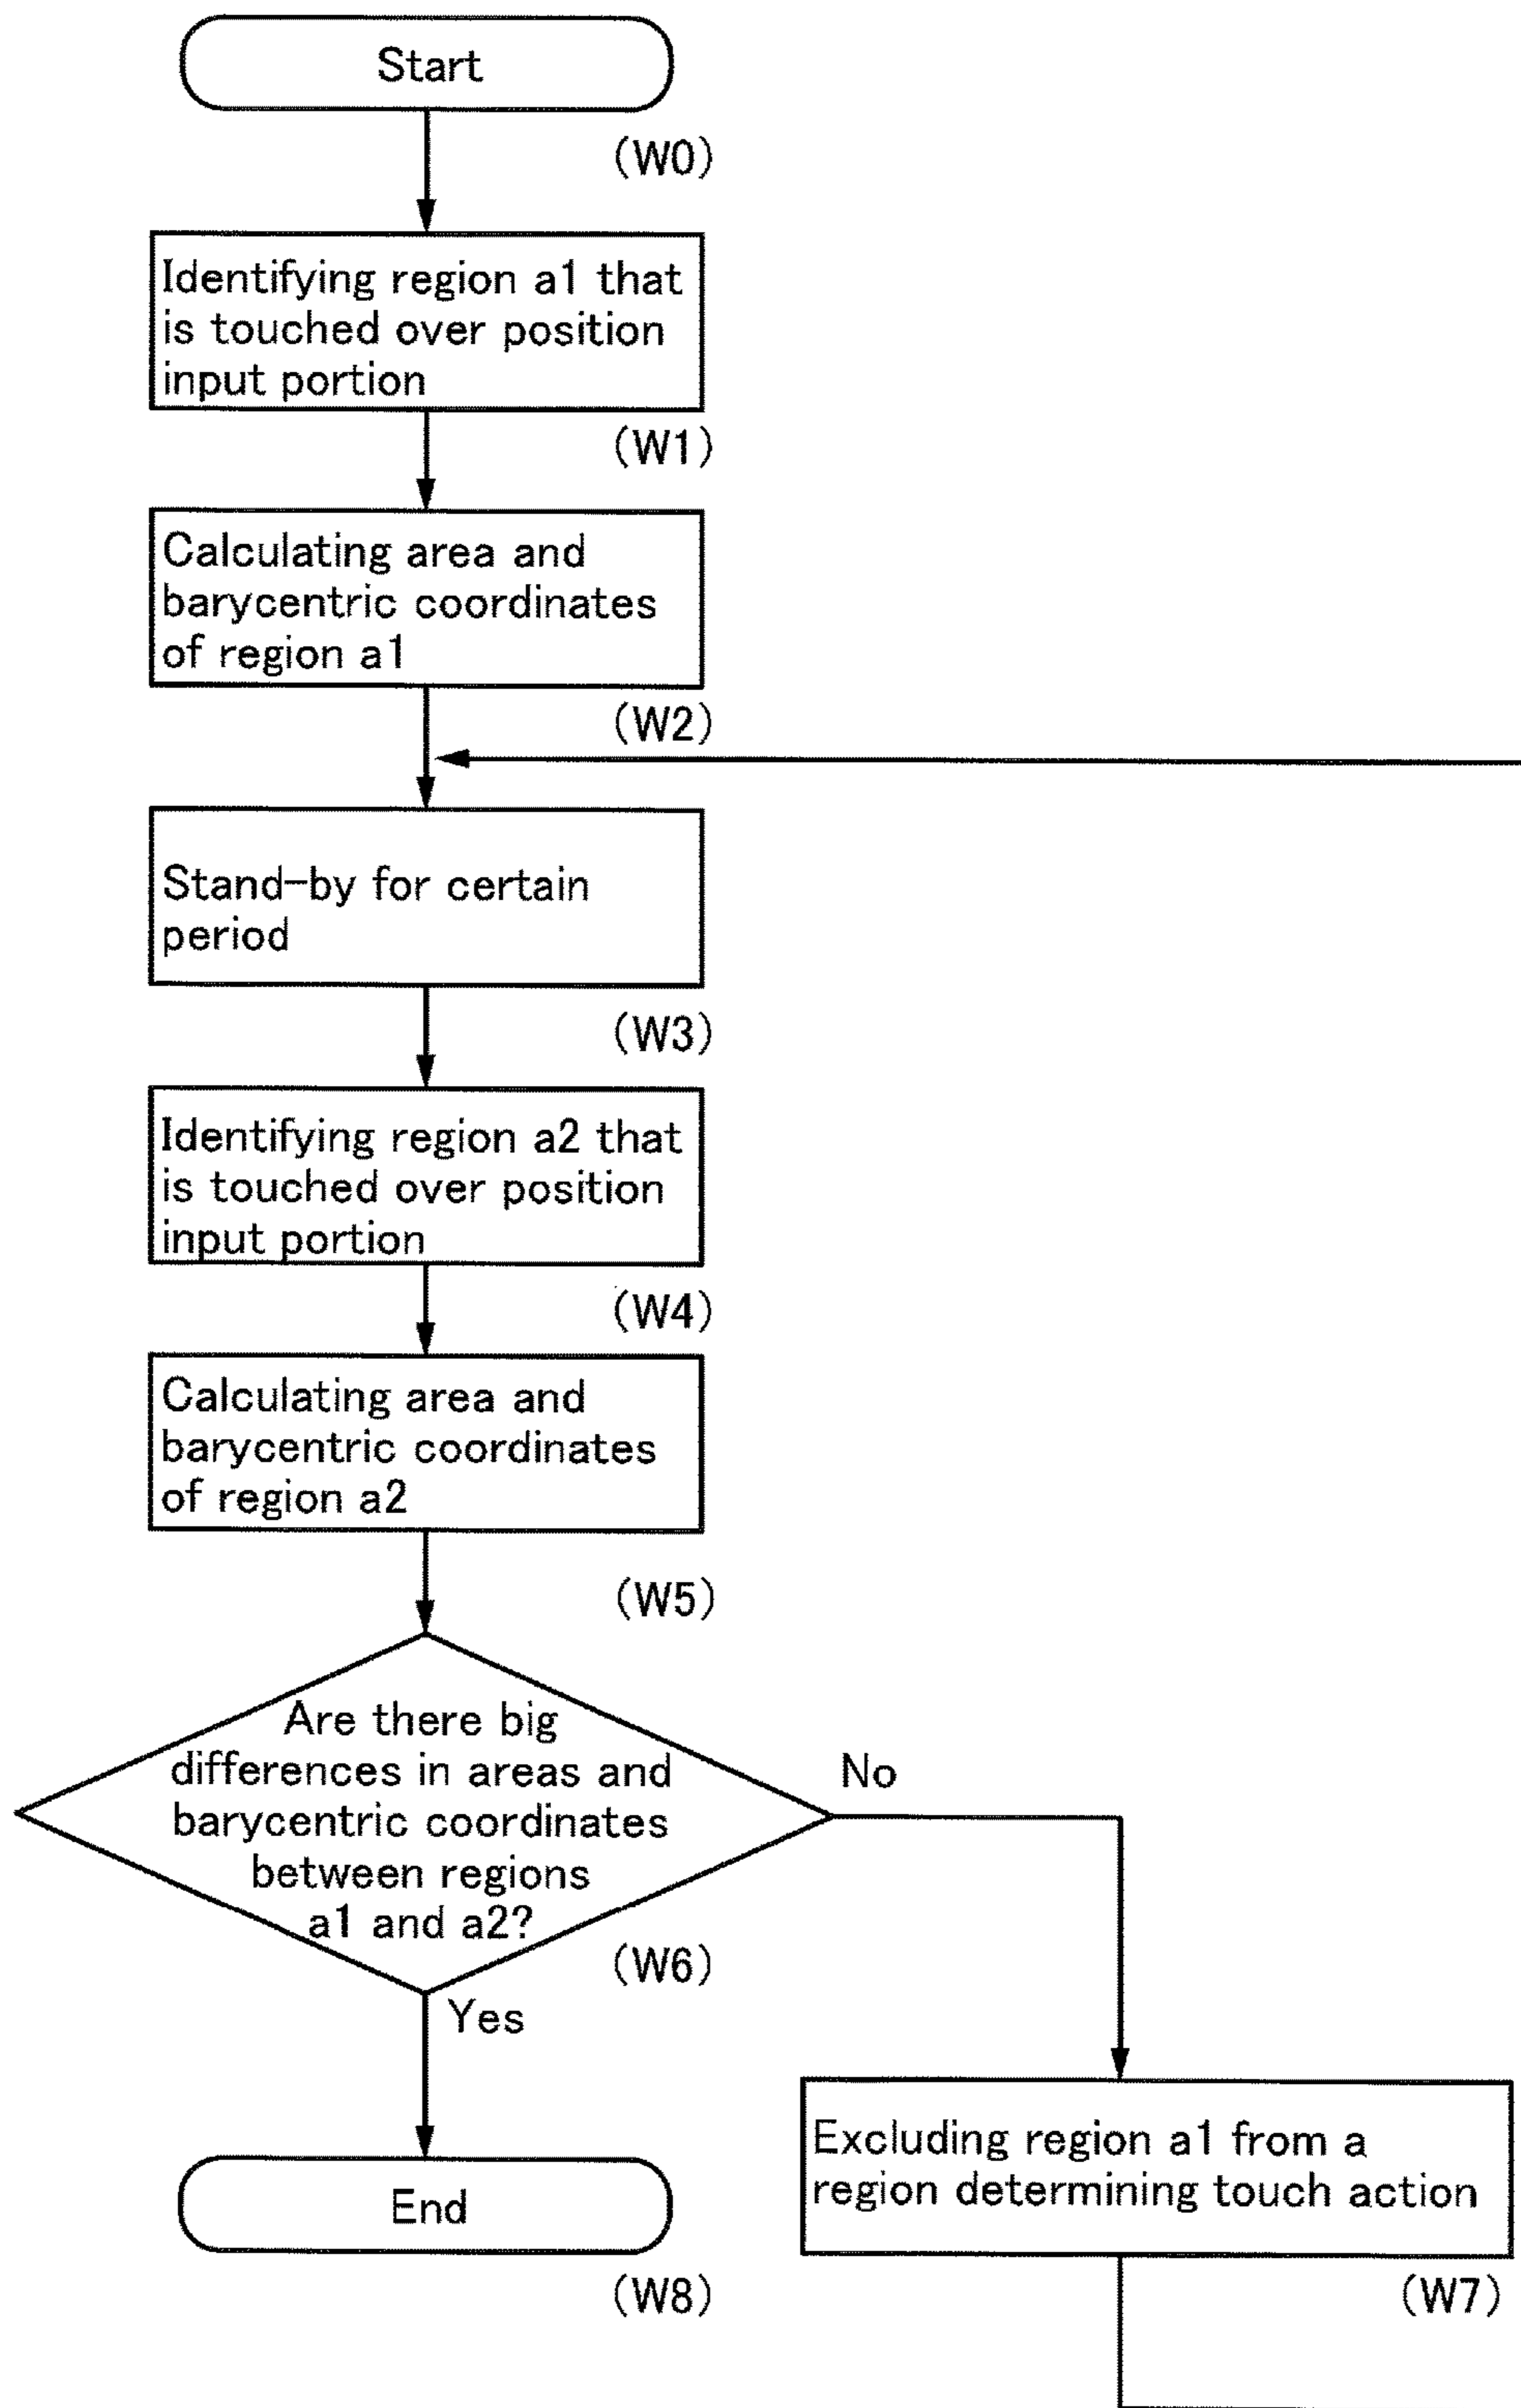 Start
(W0)
Identifying region a1 that
is touched over position
input portion
(W1)
Calculating area and
barycentric coordinates
of region a1
(W2)
Stand-by for certain
period
(W3)
Identifying region a2 that
is touched over position
input portion
(W4)
Calculating area and
barycentric coordinates
of region a2
(W5)
Are there big
differences in areas and
barycentric coordinates
between regions
a1 and a2?
No
(W6)
Yes
Excluding region a1 from a
region determining touch action
(W7)
End
(W8)